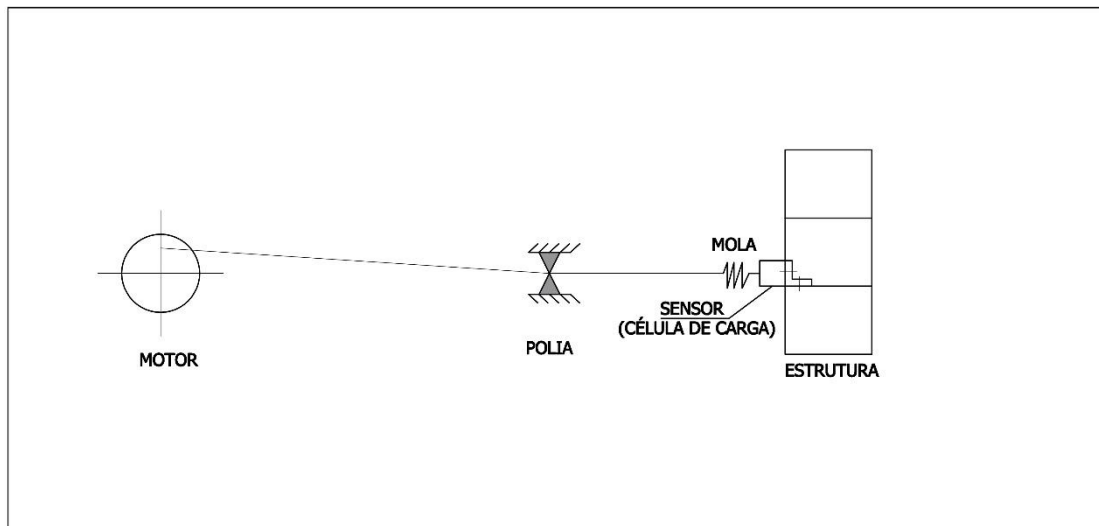 MOLA
SENSOR
(CÉLULA DE CARGA)
MOTOR
POLIA
ESTRUTURA